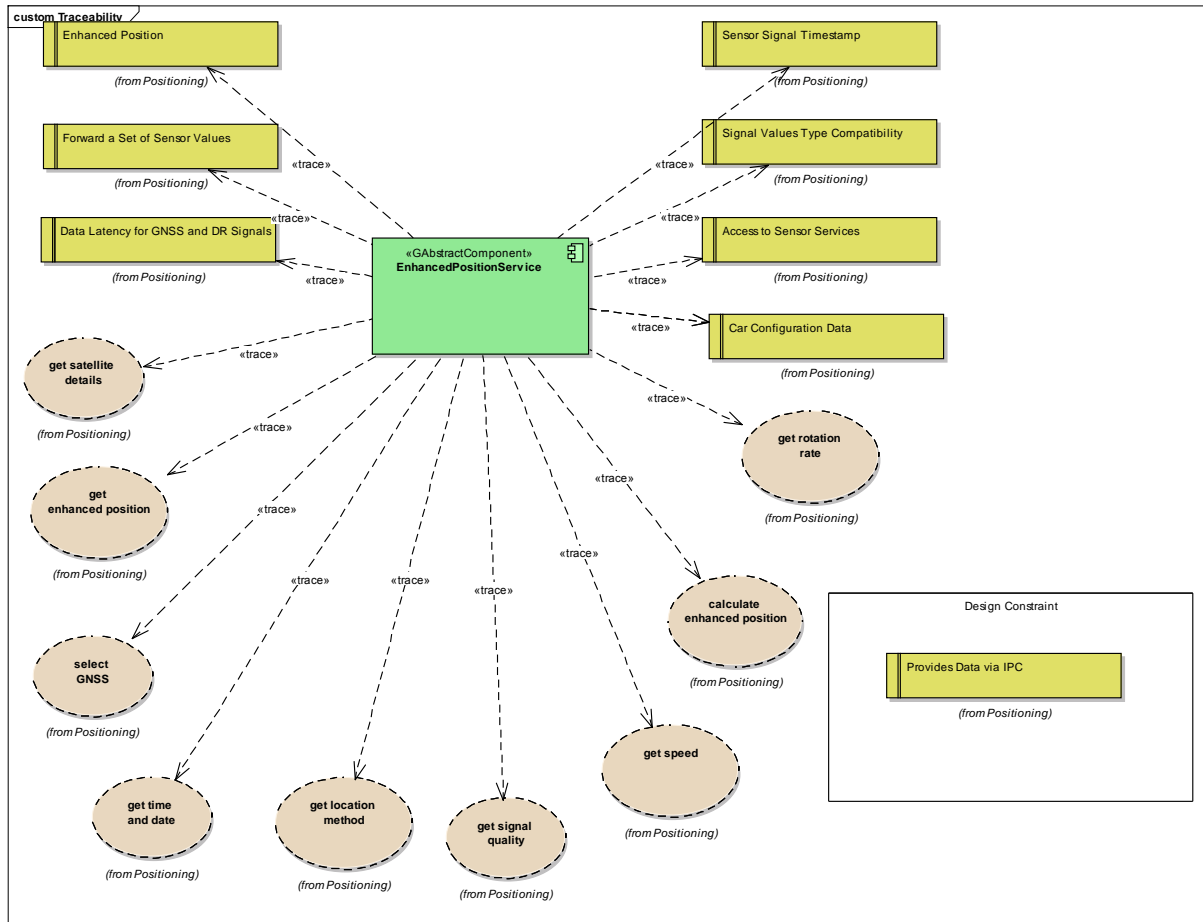 custom Traceability
Enhanced Position
(from Positioning)
Sensor Signal Timestamp
(from Positioning)
Forward a Set of Sensor Values
(from Positioning)
Signal Values Type Compatibility
(from Positioning)
«trace»
«trace»
«trace»
«trace»
Data Latency for GNSS and DR Signals
(from Positioning)
Access to Sensor Services
(from Positioning)
«GAbstractComponent»
EnhancedPositionService
«trace»
«trace»
Car Configuration Data
(from Positioning)
«trace»
«trace»
get satellite
details
(from Positioning)
«trace»
get rotation
rate
(from Positioning)
«trace»
get
enhanced position
(from Positioning)
«trace»
«trace»
«trace»
«trace»
«trace»
«trace»
«trace»
calculate
enhanced position
(from Positioning)
Design Constraint
Provides Data via IPC
(from Positioning)
select
GNSS
(from Positioning)
get speed
(from Positioning)
get time
and date
(from Positioning)
get location
method
(from Positioning)
get signal
quality
(from Positioning)